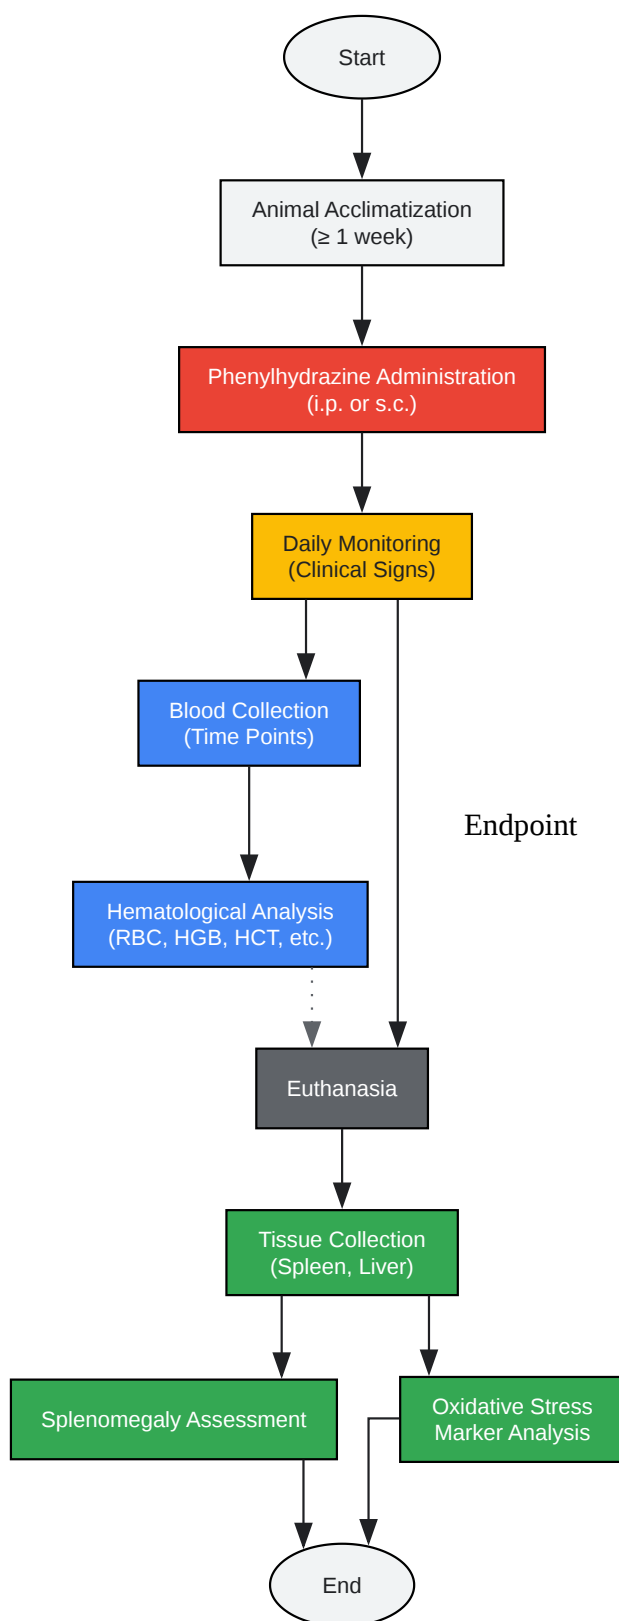 Start
Animal Acclimatization
(≥ 1 week)
Phenylhydrazine Administration
(i.p. or s.c.)
Daily Monitoring
(Clinical Signs)
Blood Collection
(Time Points)
Endpoint
Hematological Analysis
(RBC, HGB, HCT, etc.)
Euthanasia
Tissue Collection
(Spleen, Liver)
Splenomegaly Assessment
Oxidative Stress
Marker Analysis
End